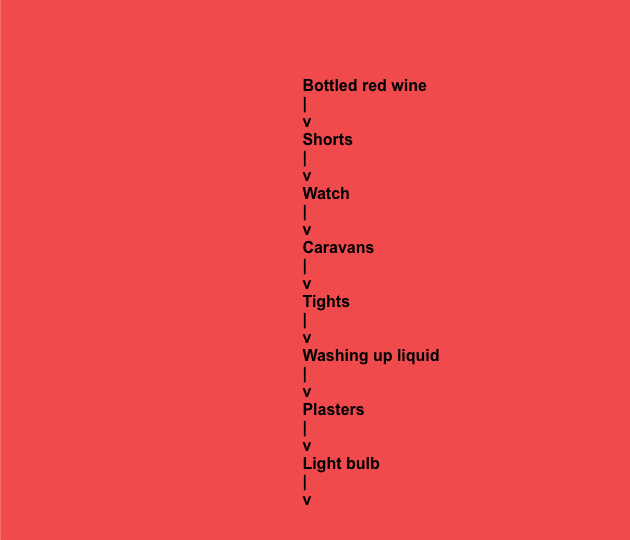 Bottled red wine
|
v
Shorts
|
v
Watch
|
v
Caravans
|
v
Tights
|
v
Washing up liquid
|
v
Plasters
|
v
Light bulb
|
v